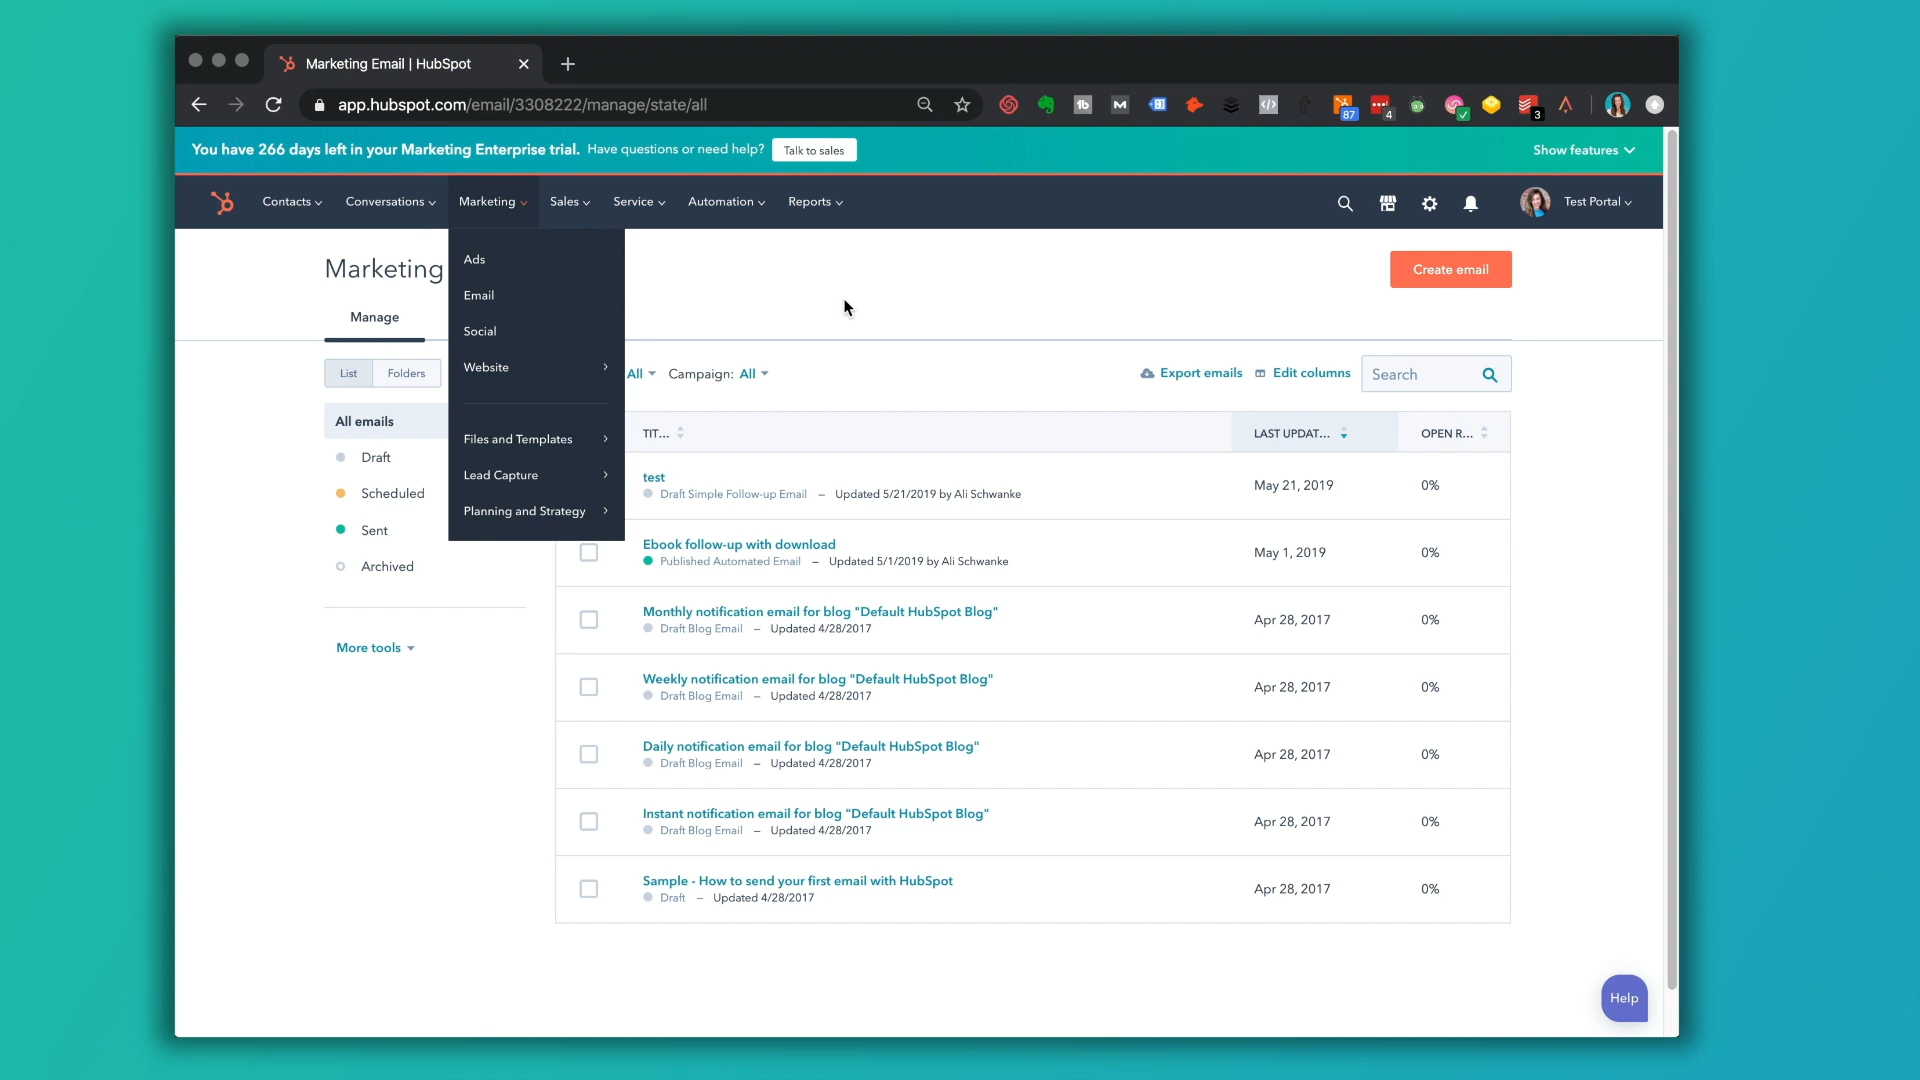 Marketing Email | HubSpot
app.hubspot.com/email/3308222/manage/state/all
87
4
3
You have 266 days left in your Marketing Enterprise trial. Have questions or need help? Talk to sales
Show features
Contacts Conversations Marketing Sales Service Automation Reports
Test Portal
Marketing
Create email
Manage
Ads
Email
Social
Website
Files and Templates
Lead Capture
Planning and Strategy
List Folders
All emails
Draft
Scheduled
Sent
Archived
More tools
All Campaign: All
Export emails Edit columns Search
TIT... LAST UPDAT... OPEN R...
test
Draft Simple Follow-up Email – Updated 5/21/2019 by Ali Schwanke
May 21, 2019 0%
Ebook follow-up with download
Published Automated Email – Updated 5/1/2019 by Ali Schwanke
May 1, 2019 0%
Monthly notification email for blog "Default HubSpot Blog"
Draft Blog Email – Updated 4/28/2017
Apr 28, 2017 0%
Weekly notification email for blog "Default HubSpot Blog"
Draft Blog Email – Updated 4/28/2017
Apr 28, 2017 0%
Daily notification email for blog "Default HubSpot Blog"
Draft Blog Email – Updated 4/28/2017
Apr 28, 2017 0%
Instant notification email for blog "Default HubSpot Blog"
Draft Blog Email – Updated 4/28/2017
Apr 28, 2017 0%
Sample - How to send your first email with HubSpot
Draft – Updated 4/28/2017
Apr 28, 2017 0%
Help